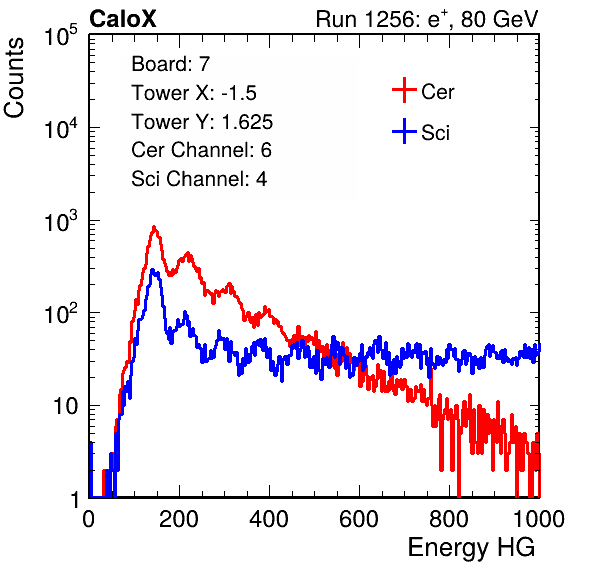 CaloX Run 1256: e⁺, 80 GeV
Counts
Board: 7
Tower X: -1.5
Tower Y: 1.625
Cer Channel: 6
Sci Channel: 4
Cer
Sci
10⁵
10⁴
10³
10²
10
1
0 200 400 600 800 1000
Energy HG